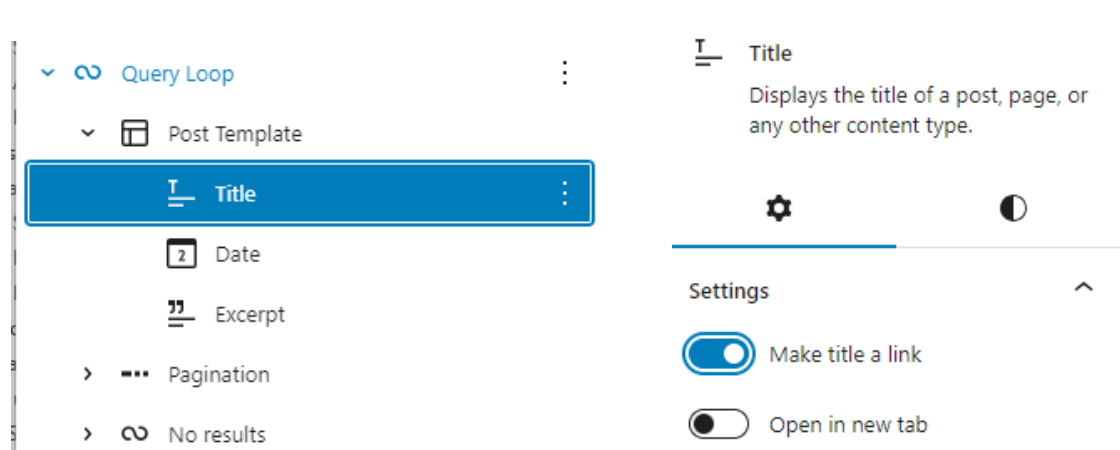 Query Loop
Post Template
Title
2 Date
Excerpt
Pagination
No results
T Title
Displays the title of a post, page, or
any other content type.
Settings
Make title a link
Open in new tab